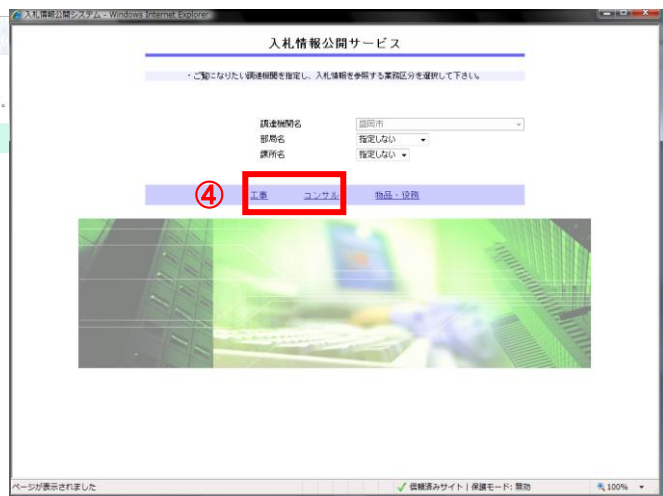 入札情報公開システム - Windows Internet Explorer
入札情報公開サービス
・ご覧になりたい調達機関を指定し、入札情報を参照する業務区分を選択して下さい。
調達機関名 盛岡市
部局名 指定しない
課所名 指定しない
④ 工事 コンサル 物品・役務
ページが表示されました 信頼済みサイト | 保護モード: 無効 100%